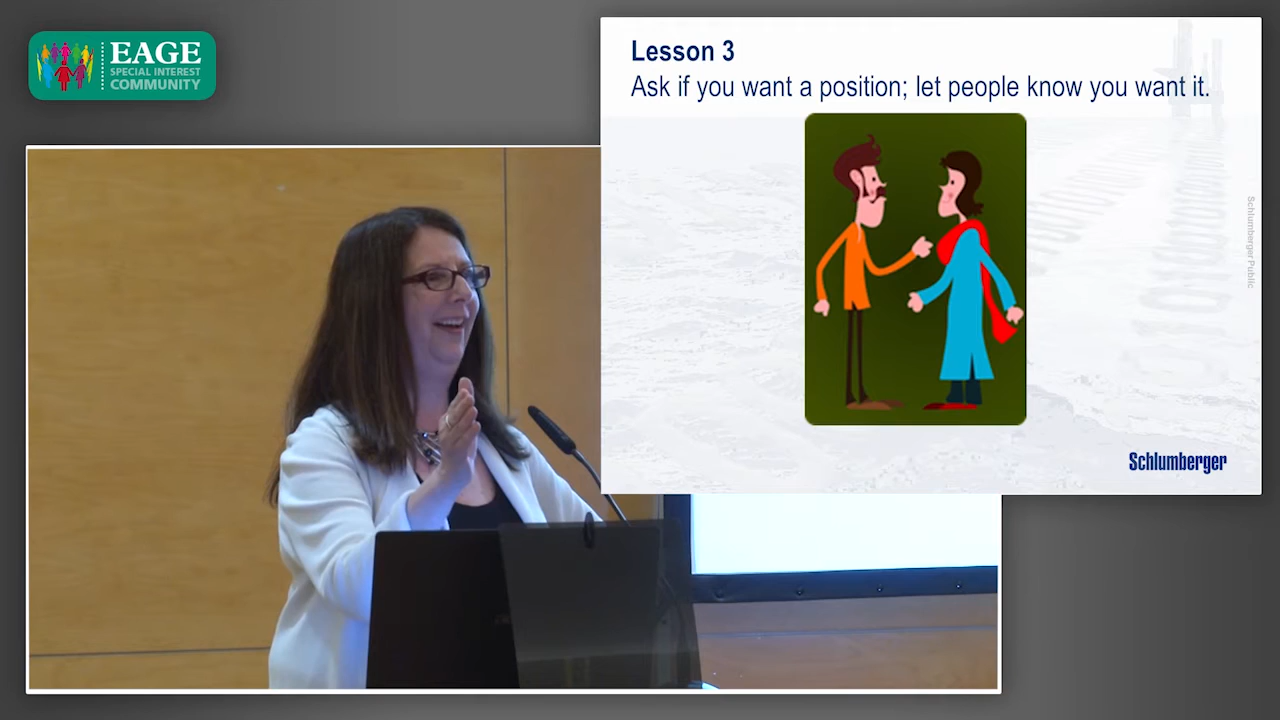 EAGE
SPECIAL INTEREST
COMMUNITY
Lesson 3
Ask if you want a position; let people know you want it.
Schlumberger Public
Schlumberger